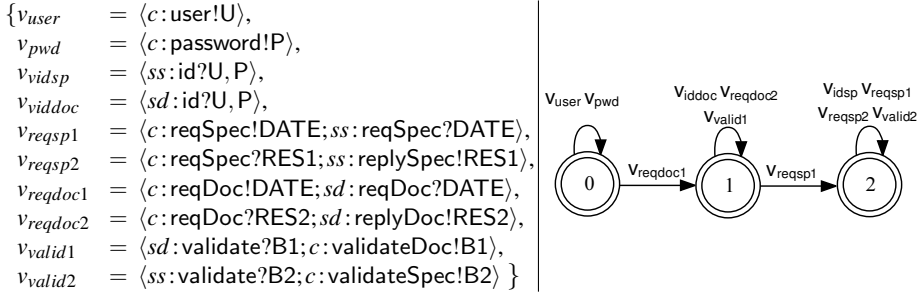 {v_user = ⟨c:user!U⟩,
v_pwd = ⟨c:password!P⟩,
v_vidsp = ⟨ss:id?U,P⟩,
v_viddoc = ⟨sd:id?U,P⟩,
v_reqsp1 = ⟨c:reqSpec!DATE;ss:reqSpec?DATE⟩,
v_reqsp2 = ⟨c:reqSpec?RES1;ss:replySpec!RES1⟩,
v_reqdoc1 = ⟨c:reqDoc!DATE;sd:reqDoc?DATE⟩,
v_reqdoc2 = ⟨c:reqDoc?RES2;sd:replyDoc!RES2⟩,
v_valid1 = ⟨sd:validate?B1;c:validateDoc!B1⟩,
v_valid2 = ⟨ss:validate?B2;c:validateSpec!B2⟩ }
v_user v_pwd
0
v_reqdoc1
v_iddoc v_reqdoc2
v_valid1
1
v_reqsp1
v_idsp v_reqsp1
v_reqsp2 v_valid2
2